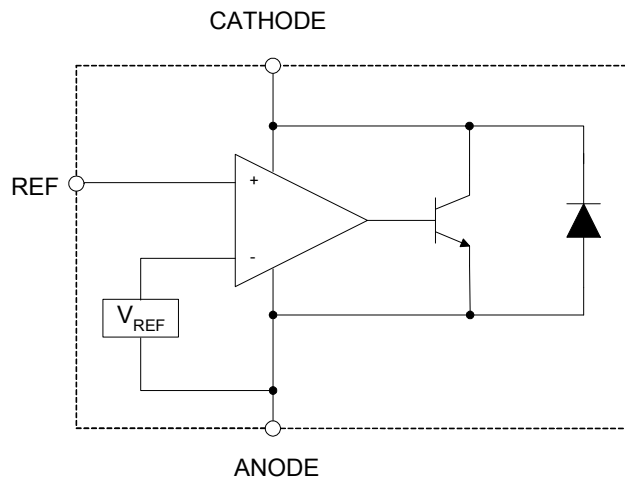 CATHODE
REF
+
-
VREF
ANODE